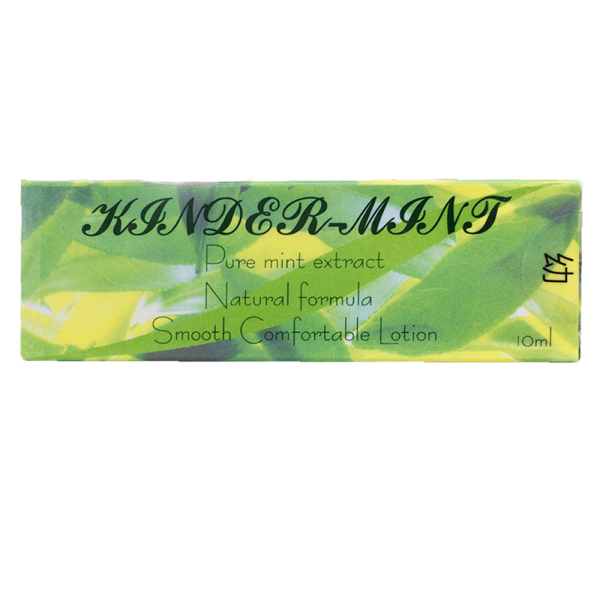 KINDER-MINT
Pure mint extract
Natural formula
Smooth Comfortable Lotion
10ml
幼